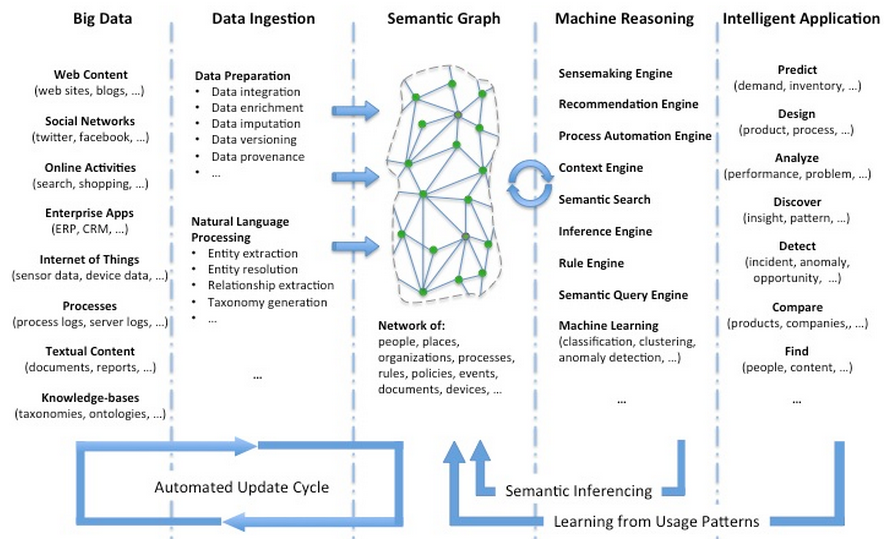 Big Data
Web Content
(web sites, blogs, ...)
Social Networks
(twitter, facebook, ...)
Online Activities
(search, shopping, ...)
Enterprise Apps
(ERP, CRM, ...)
Internet of Things
(sensor data, device data, ...)
Processes
(process logs, server logs, ...)
Textual Content
(documents, reports, ...)
Knowledge-bases
(taxonomies, ontologies, ...)
Data Ingestion
Data Preparation
• Data integration
• Data enrichment
• Data imputation
• Data versioning
• Data provenance
• ...
Natural Language
Processing
• Entity extraction
• Entity resolution
• Relationship extraction
• Taxonomy generation
• ...
...
Semantic Graph
Network of:
people, places,
organizations, processes,
rules, policies, events,
documents, devices, ...
Machine Reasoning
Sensemaking Engine
Recommendation Engine
Process Automation Engine
Context Engine
Semantic Search
Inference Engine
Rule Engine
Semantic Query Engine
Machine Learning
(classification, clustering,
anomaly detection, ...)
...
Intelligent Application
Predict
(demand, inventory, ...)
Design
(product, process, ...)
Analyze
(performance, problem, ...)
Discover
(insight, pattern, ...)
Detect
(incident, anomaly,
opportunity, ...)
Compare
(products, companies,, ...)
Find
(people, content, ...)
...
Automated Update Cycle
Semantic Inferencing
Learning from Usage Patterns